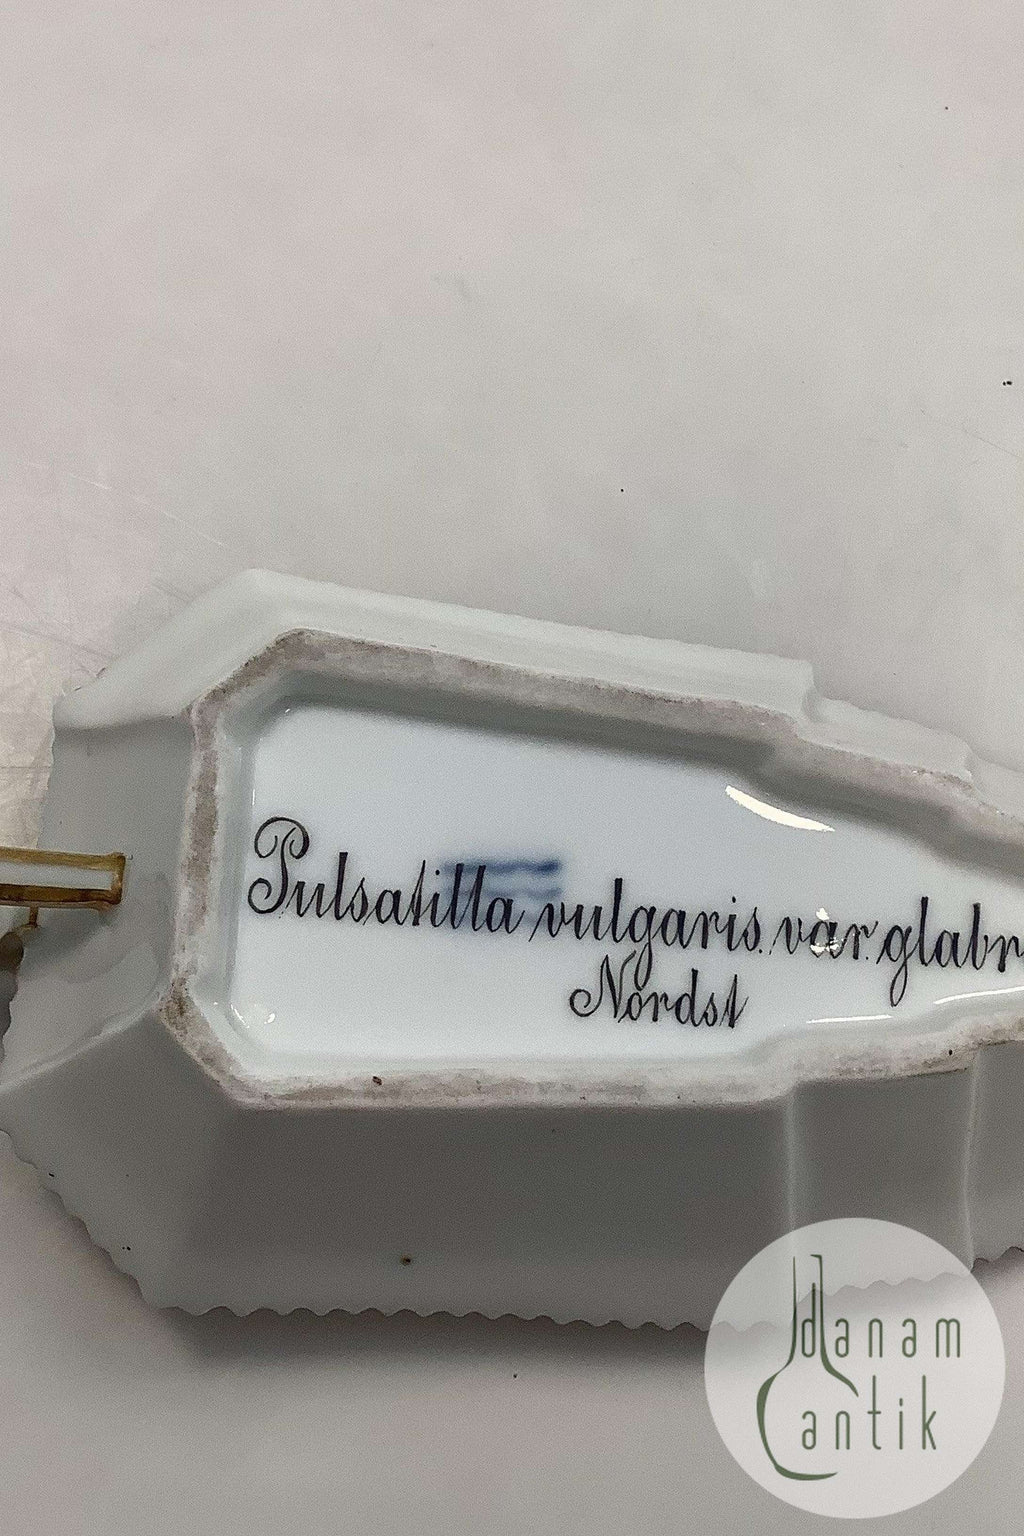 Pulsatilla vulgaris. var. glabr
Nordst
danam
antik